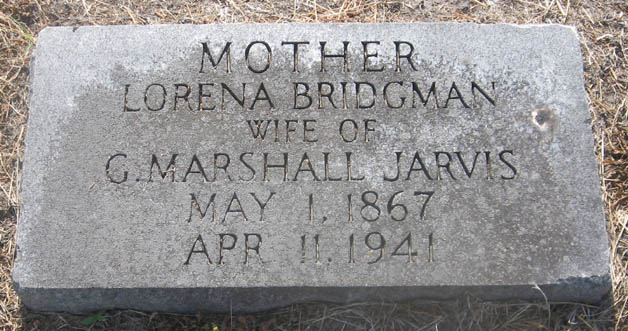 MOTHER
LORENA BRIDGMAN
WIFE OF
G. MARSHALL JARVIS
MAY 1, 1867
APR 11, 1941